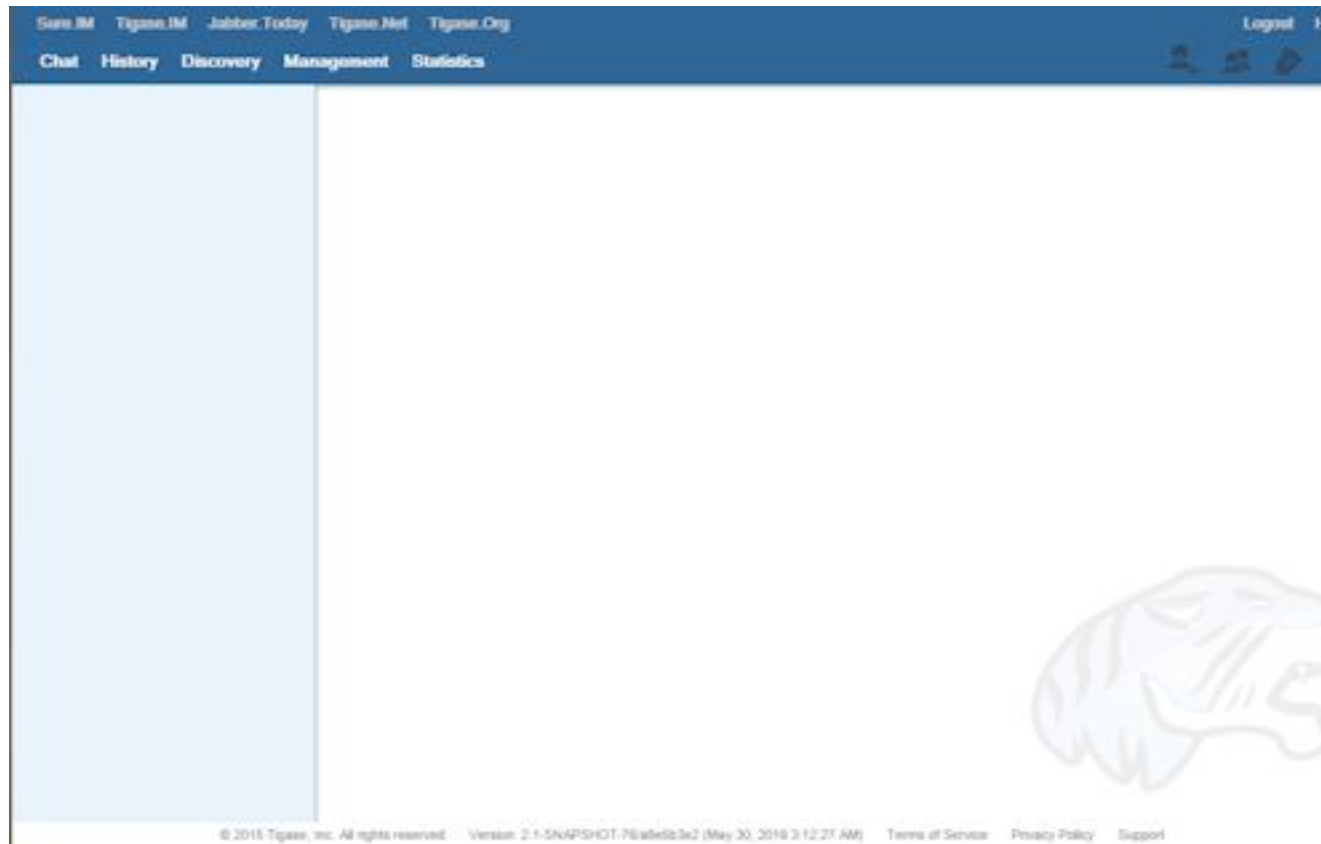 Sure.IM Tigase.IM Jabber.Today Tigase.Net Tigase.Org Logout H
Chat History Discovery Management Statistics
© 2015 Tigase, Inc. All rights reserved Version: 2.1-SNAPSHOT (May 30, 2016 3:12:27 AM) Terms of Service Privacy Policy Support